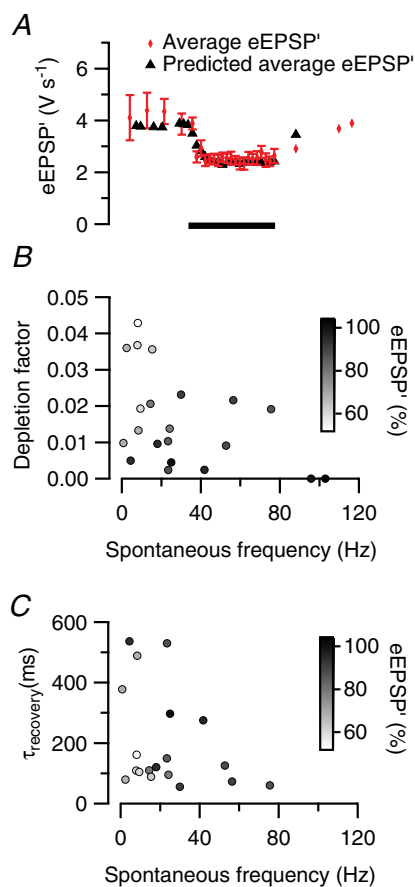 A
Average eEPSP'
Predicted average eEPSP'
eEPSP' (V s⁻¹)
6
4
2
0
B
Depletion factor
0.05
0.04
0.03
0.02
0.01
0.00
0 40 80 120
Spontaneous frequency (Hz)
100
80
60
eEPSP' (%)
C
τrecovery(ms)
600
400
200
0
0 40 80 120
Spontaneous frequency (Hz)
100
80
60
eEPSP' (%)